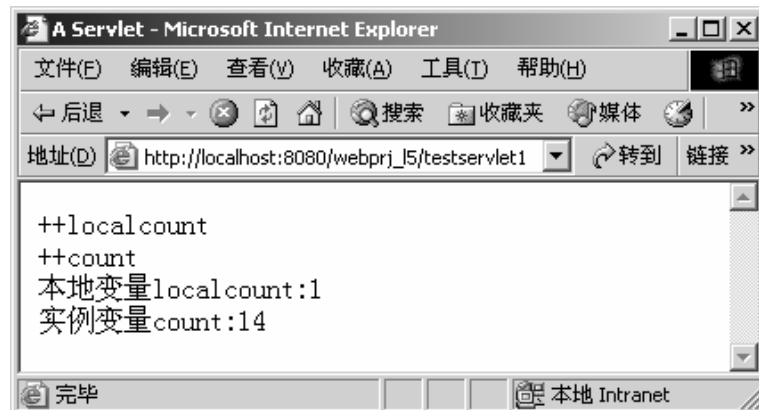 A Servlet - Microsoft Internet Explorer
文件(F) 编辑(E) 查看(V) 收藏(A) 工具(T) 帮助(H)
后退 搜索 收藏夹 媒体 »
地址(D) http://localhost:8080/webprj_l5/testservlet1 转到 链接 »
++localcount
++count
本地变量localcount:1
实例变量count:14
完毕 本地 Intranet